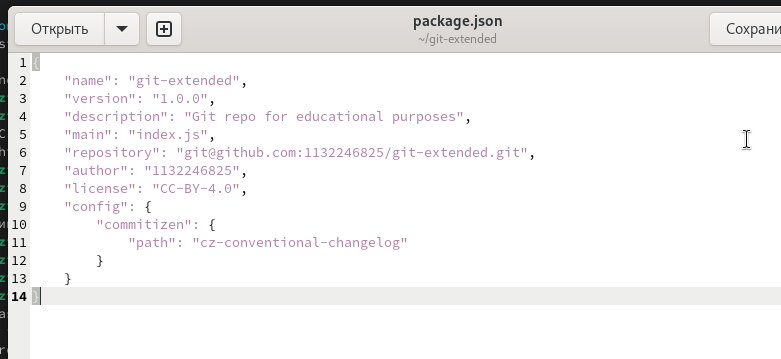 Открыть
package.json
~/git-extended
1 {
2     "name": "git-extended",
3     "version": "1.0.0",
4     "description": "Git repo for educational purposes",
5     "main": "index.js",
6     "repository": "git@github.com:1132246825/git-extended.git",
7     "author": "1132246825",
8     "license": "CC-BY-4.0",
9     "config": {
10         "commitizen": {
11             "path": "cz-conventional-changelog"
12         }
13     }
14 }